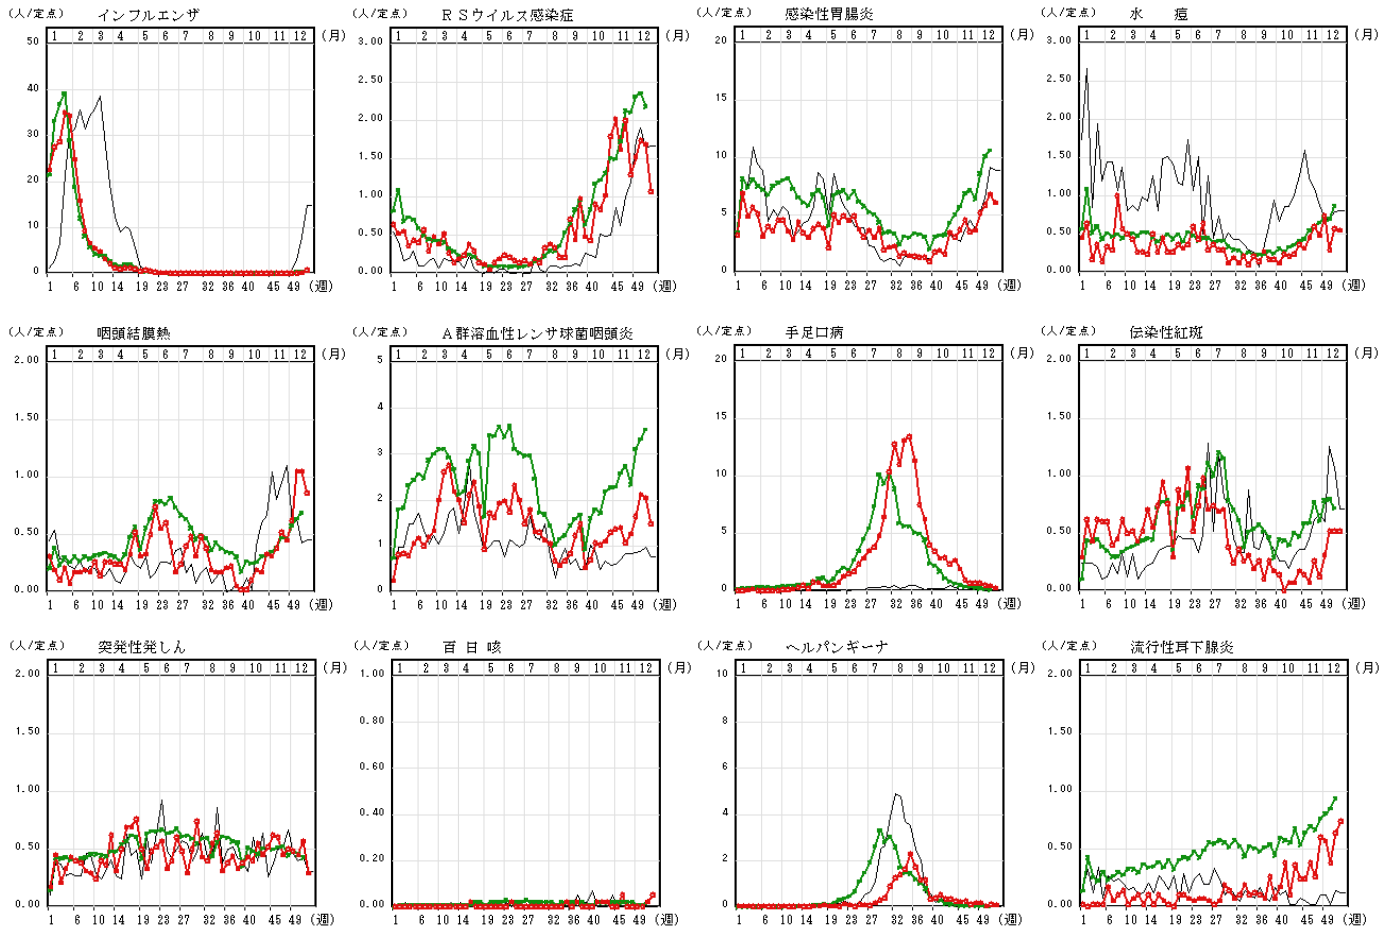 (人/定点) インフルエンザ
1 2 3 4 5 6 7 8 9 10 11 12 (月)
50
40
30
20
10
0
1 6 10 14 19 23 27 32 36 40 45 49 (週)
(人/定点) ＲＳウイルス感染症
1 2 3 4 5 6 7 8 9 10 11 12 (月)
3.00
2.50
2.00
1.50
1.00
0.50
0.00
1 6 10 14 19 23 27 32 36 40 45 49 (週)
(人/定点) 感染性胃腸炎
1 2 3 4 5 6 7 8 9 10 11 12 (月)
20
15
10
5
0
1 6 10 14 19 23 27 32 36 40 45 49 (週)
(人/定点) 水 痘
1 2 3 4 5 6 7 8 9 10 11 12 (月)
3.00
2.50
2.00
1.50
1.00
0.50
0.00
1 6 10 14 19 23 27 32 36 40 45 49 (週)
(人/定点) 咽頭結膜熱
1 2 3 4 5 6 7 8 9 10 11 12 (月)
2.00
1.50
1.00
0.50
0.00
1 6 10 14 19 23 27 32 36 40 45 49 (週)
(人/定点) Ａ群溶血性レンサ球菌咽頭炎
1 2 3 4 5 6 7 8 9 10 11 12 (月)
5
4
3
2
1
0
1 6 10 14 19 23 27 32 36 40 45 49 (週)
(人/定点) 手足口病
1 2 3 4 5 6 7 8 9 10 11 12 (月)
20
15
10
5
0
1 6 10 14 19 23 27 32 36 40 45 49 (週)
(人/定点) 伝染性紅斑
1 2 3 4 5 6 7 8 9 10 11 12 (月)
2.00
1.50
1.00
0.50
0.00
1 6 10 14 19 23 27 32 36 40 45 49 (週)
(人/定点) 突発性発しん
1 2 3 4 5 6 7 8 9 10 11 12 (月)
2.00
1.50
1.00
0.50
0.00
1 6 10 14 19 23 27 32 36 40 45 49 (週)
(人/定点) 百 日 咳
1 2 3 4 5 6 7 8 9 10 11 12 (月)
1.00
0.80
0.60
0.40
0.20
0.00
1 6 10 14 19 23 27 32 36 40 45 49 (週)
(人/定点) ヘルパンギーナ
1 2 3 4 5 6 7 8 9 10 11 12 (月)
10
8
6
4
2
0
1 6 10 14 19 23 27 32 36 40 45 49 (週)
(人/定点) 流行性耳下腺炎
1 2 3 4 5 6 7 8 9 10 11 12 (月)
2.00
1.50
1.00
0.50
0.00
1 6 10 14 19 23 27 32 36 40 45 49 (週)